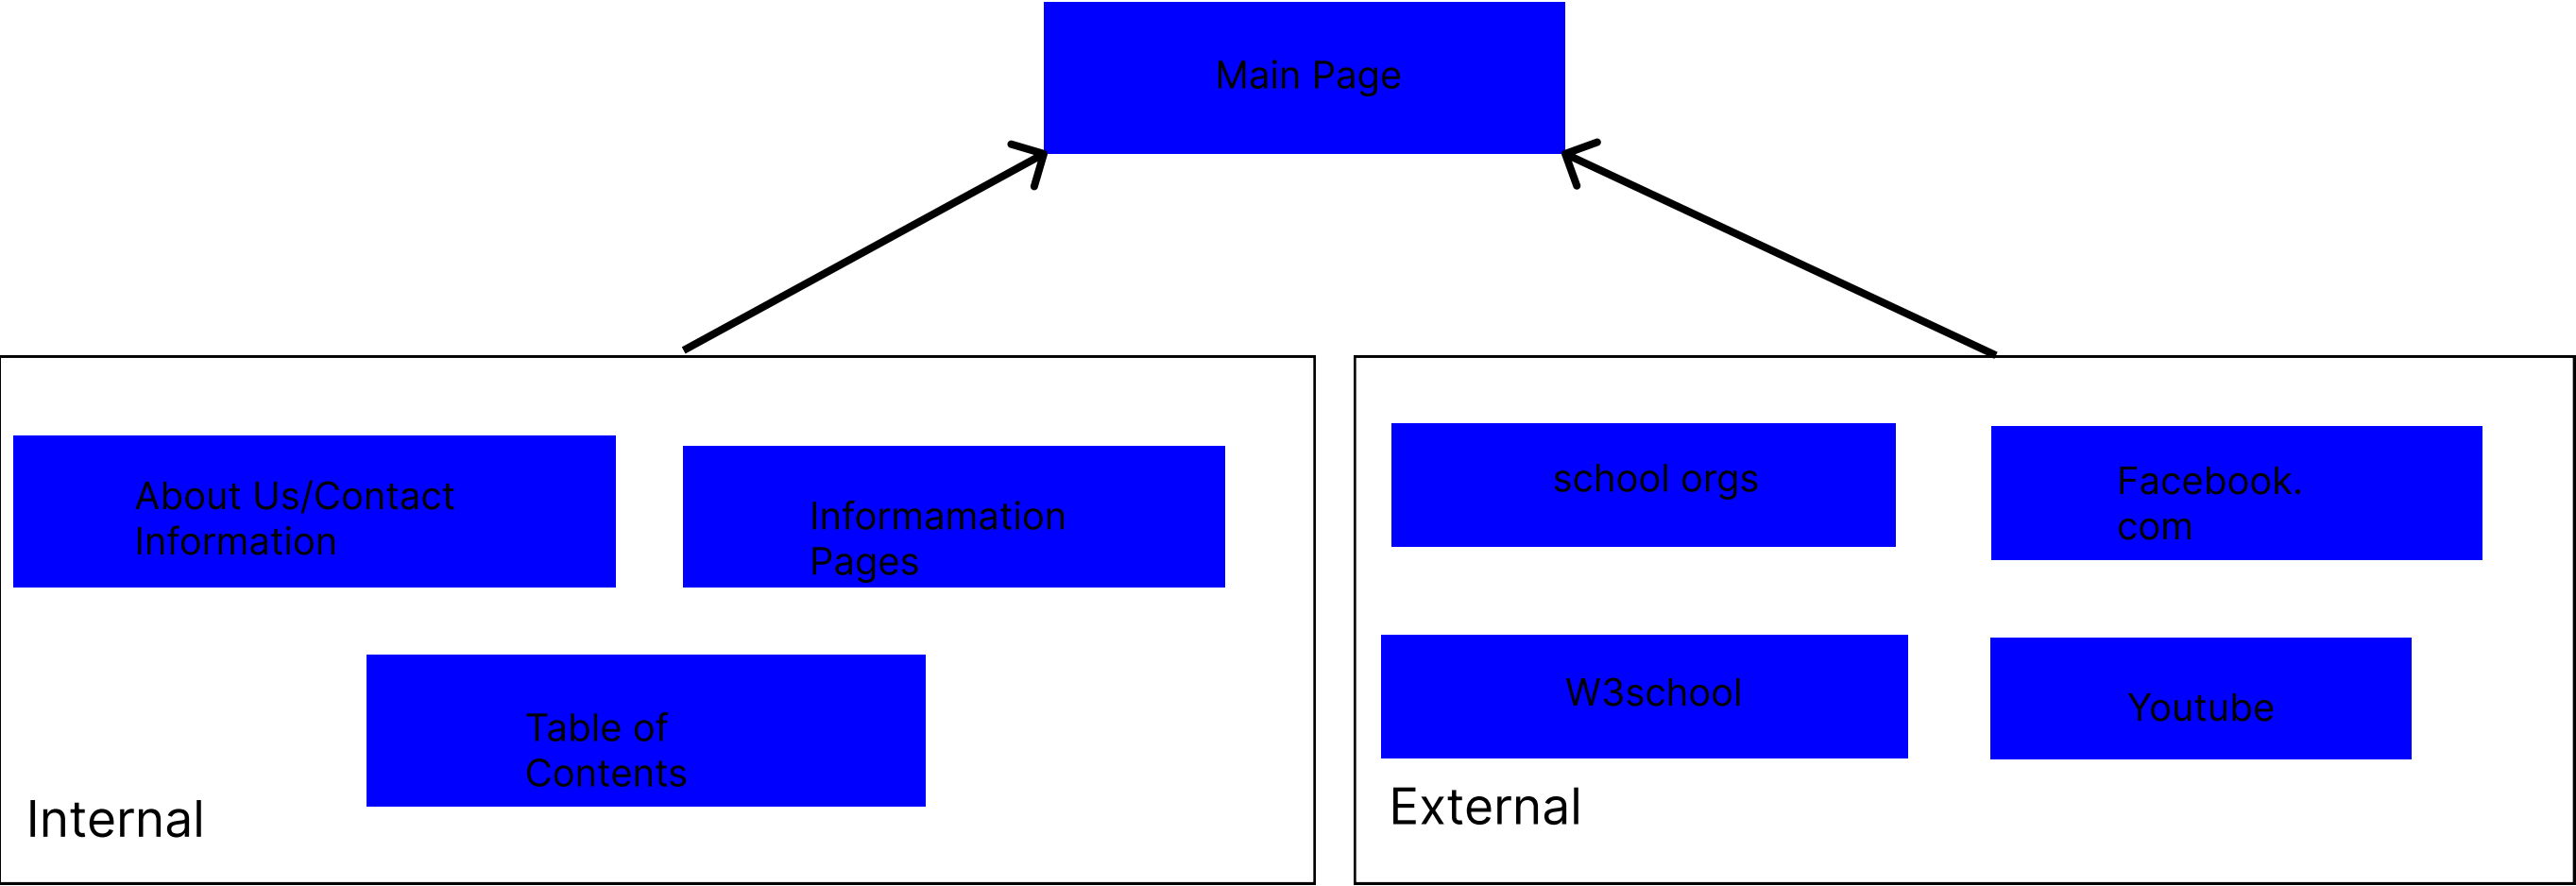 Main Page
About Us/Contact
Information
Informamation
Pages
Table of
Contents
Internal
school orgs
Facebook.
com
W3school
Youtube
External